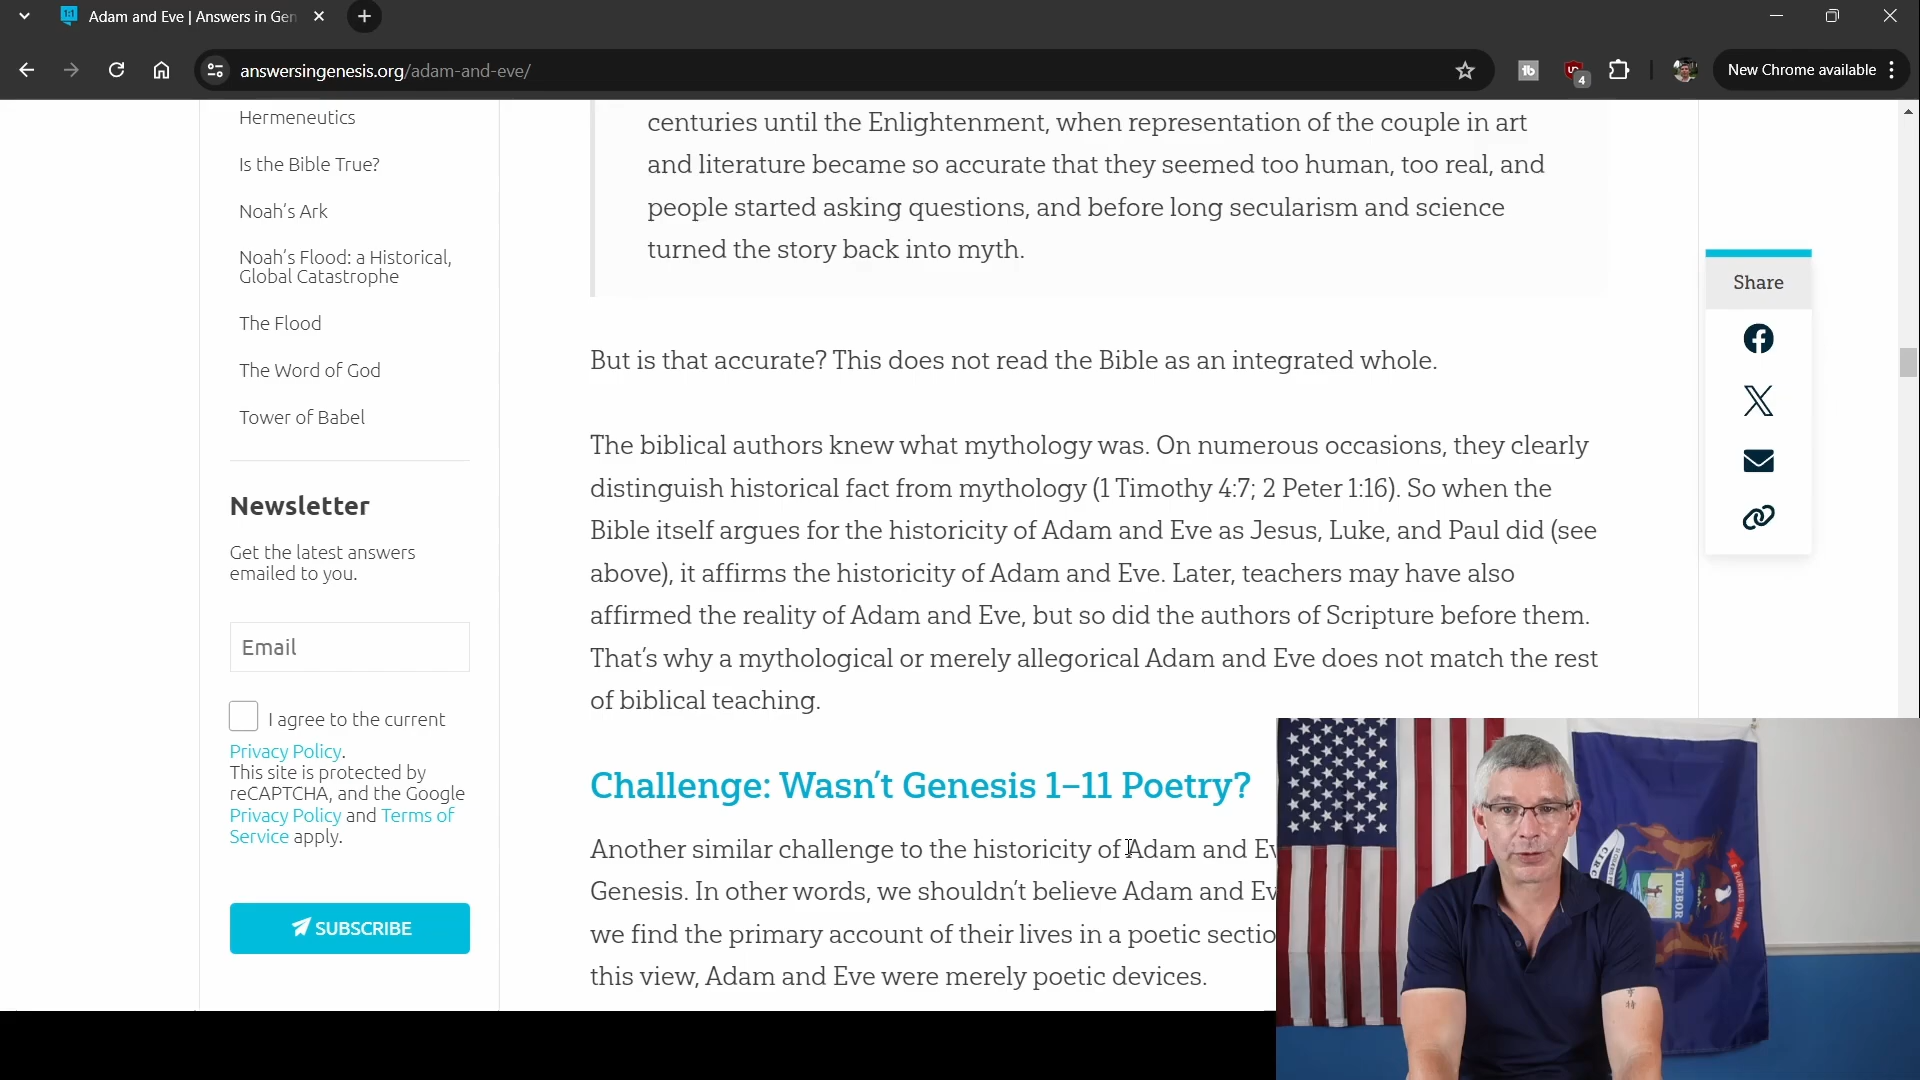 Adam and Eve | Answers in Gen
answersingenesis.org/adam-and-eve/
4
New Chrome available
Hermeneutics
Is the Bible True?
Noah's Ark
Noah's Flood: a Historical,
Global Catastrophe
The Flood
The Word of God
Tower of Babel
Newsletter
Get the latest answers
emailed to you.
Email
I agree to the current
Privacy Policy.
This site is protected by
reCAPTCHA, and the Google
Privacy Policy and Terms of
Service apply.
SUBSCRIBE
centuries until the Enlightenment, when representation of the couple in art
and literature became so accurate that they seemed too human, too real, and
people started asking questions, and before long secularism and science
turned the story back into myth.
But is that accurate? This does not read the Bible as an integrated whole.
The biblical authors knew what mythology was. On numerous occasions, they clearly
distinguish historical fact from mythology (1 Timothy 4:7; 2 Peter 1:16). So when the
Bible itself argues for the historicity of Adam and Eve as Jesus, Luke, and Paul did (see
above), it affirms the historicity of Adam and Eve. Later, teachers may have also
affirmed the reality of Adam and Eve, but so did the authors of Scripture before them.
That's why a mythological or merely allegorical Adam and Eve does not match the rest
of biblical teaching.
Challenge: Wasn't Genesis 1–11 Poetry?
Another similar challenge to the historicity of Adam and Ev
Genesis. In other words, we shouldn't believe Adam and Ev
we find the primary account of their lives in a poetic sectio
this view, Adam and Eve were merely poetic devices.
Share
TUEBOR